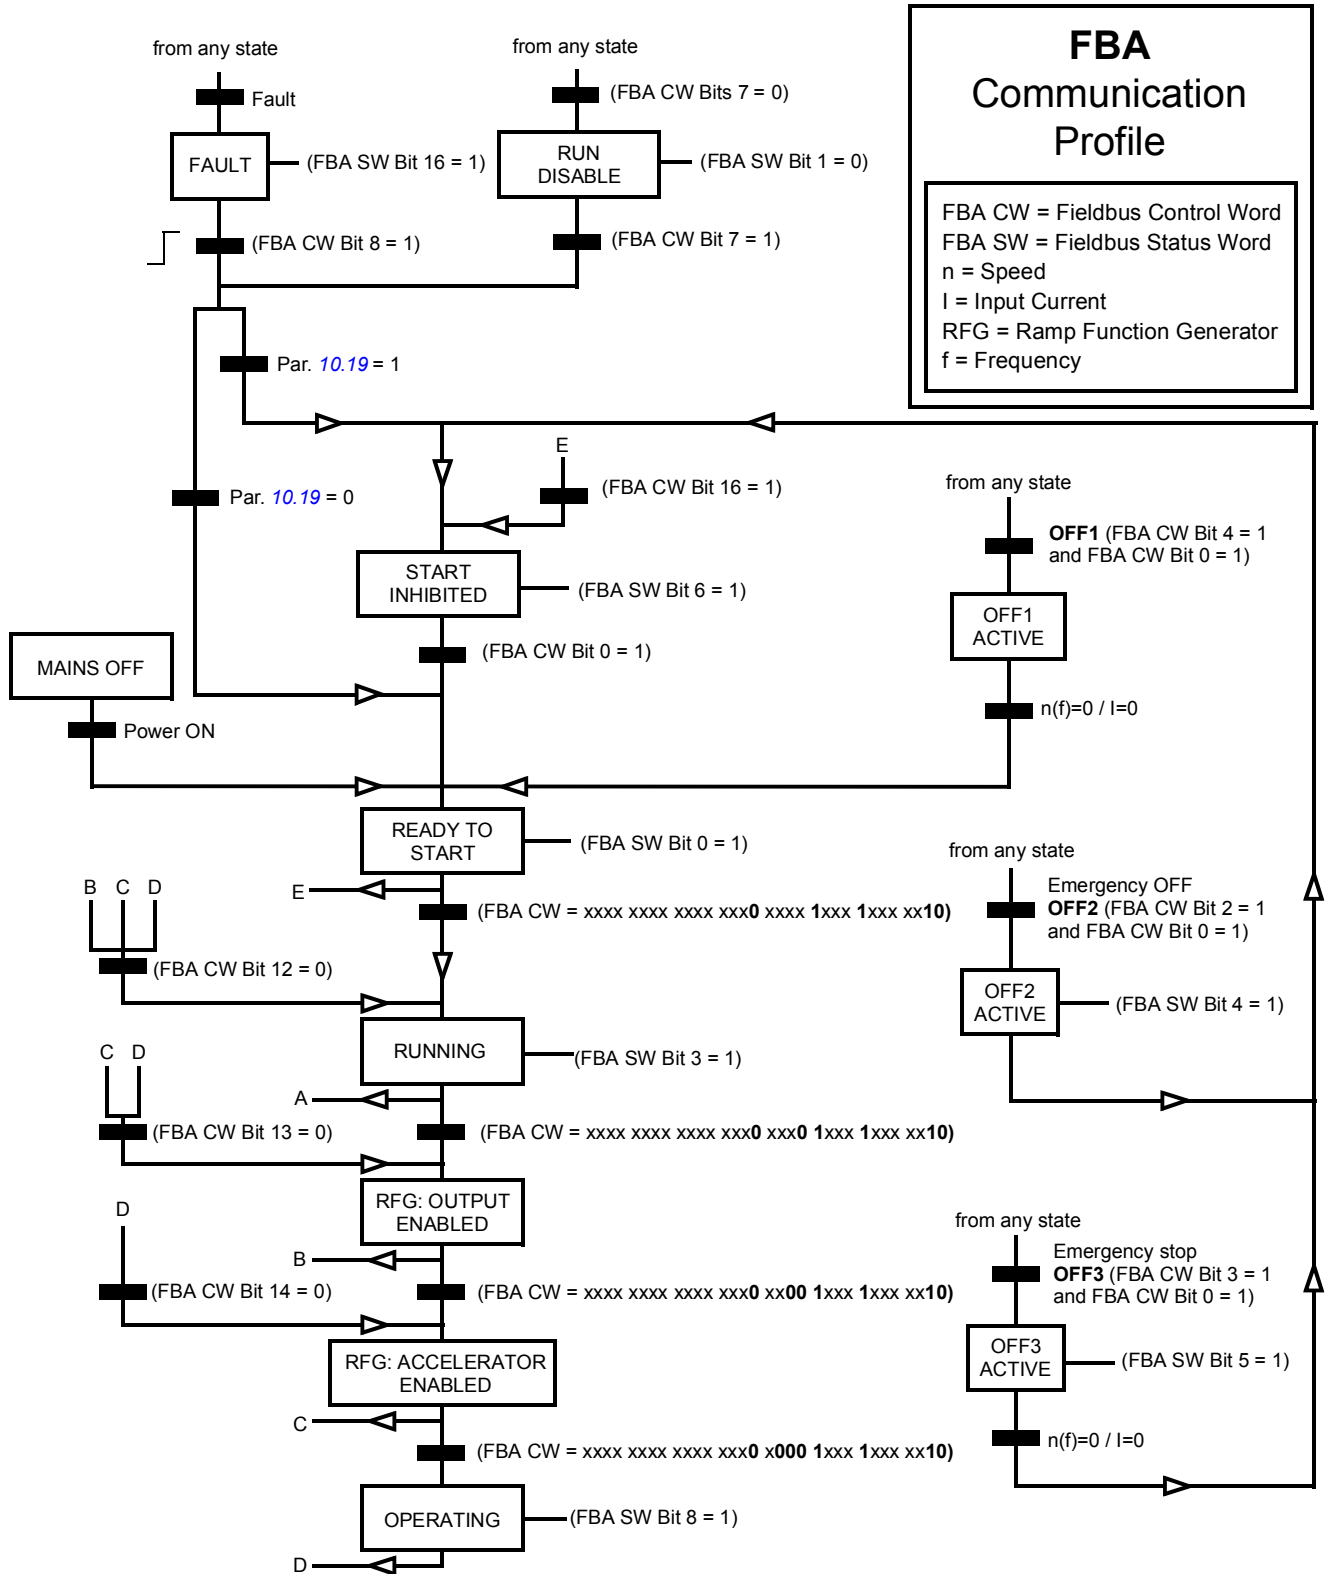 from any state
from any state
FBA
Communication
Profile
Fault
(FBA CW Bits 7 = 0)
FAULT
(FBA SW Bit 16 = 1)
RUN
DISABLE
(FBA SW Bit 1 = 0)
FBA CW = Fieldbus Control Word
FBA SW = Fieldbus Status Word
n = Speed
I = Input Current
RFG = Ramp Function Generator
f = Frequency
(FBA CW Bit 8 = 1)
(FBA CW Bit 7 = 1)
Par. 10.19 = 1
E
Par. 10.19 = 0
(FBA CW Bit 16 = 1)
from any state
OFF1 (FBA CW Bit 4 = 1
and FBA CW Bit 0 = 1)
START
INHIBITED
(FBA SW Bit 6 = 1)
OFF1
ACTIVE
MAINS OFF
(FBA CW Bit 0 = 1)
Power ON
n(f)=0 / I=0
READY TO
START
(FBA SW Bit 0 = 1)
from any state
B C D
E
Emergency OFF
OFF2 (FBA CW Bit 2 = 1
and FBA CW Bit 0 = 1)
(FBA CW = xxxx xxxx xxxx xxx0 xxxx 1xxx 1xxx xx10)
(FBA CW Bit 12 = 0)
OFF2
ACTIVE
(FBA SW Bit 4 = 1)
RUNNING
(FBA SW Bit 3 = 1)
C D
A
(FBA CW Bit 13 = 0)
(FBA CW = xxxx xxxx xxxx xxx0 xxx0 1xxx 1xxx xx10)
RFG: OUTPUT
ENABLED
D
from any state
B
Emergency stop
OFF3 (FBA CW Bit 3 = 1
and FBA CW Bit 0 = 1)
(FBA CW Bit 14 = 0)
(FBA CW = xxxx xxxx xxxx xxx0 xx00 1xxx 1xxx xx10)
RFG: ACCELERATOR
ENABLED
OFF3
ACTIVE
(FBA SW Bit 5 = 1)
C
(FBA CW = xxxx xxxx xxxx xxx0 x000 1xxx 1xxx xx10)
n(f)=0 / I=0
OPERATING
(FBA SW Bit 8 = 1)
D